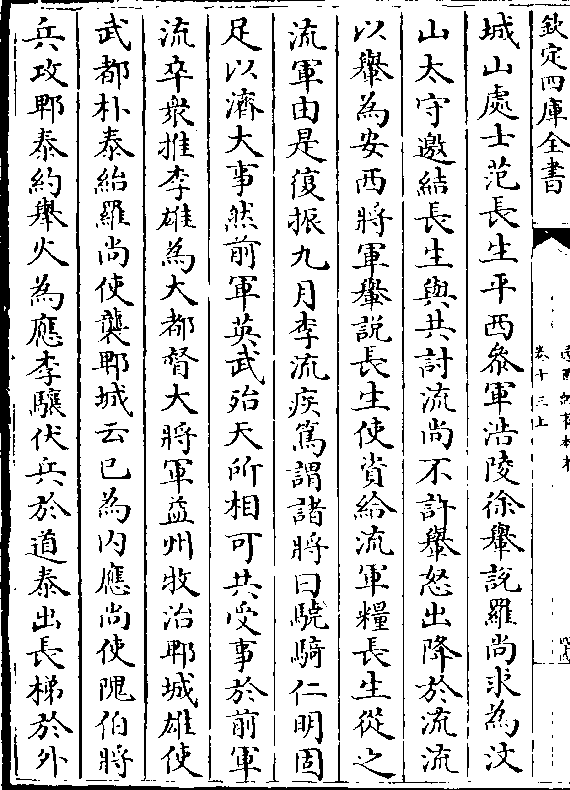 欽定四庫全書
卷十三上
城山處士范長生平西叅軍涪陵徐轝說羅尚求為汶
山太守邀結長生與共討流尚不許轝怒出降於流流
以轝為安西將軍轝説長生使資給流軍糧長生從之
流軍由是復振九月李流疾篤謂諸將曰驍騎仁明固
足以濟大事然前軍英武殆天所相可共受事於前軍
流卒衆推李雄為大都督大將軍益州牧治郫城雄使
武都朴泰紿羅尚使襲郫城云已為内應尚使隗伯將
兵攻郫泰約舉火為應李驤伏兵於道泰出長梯於外